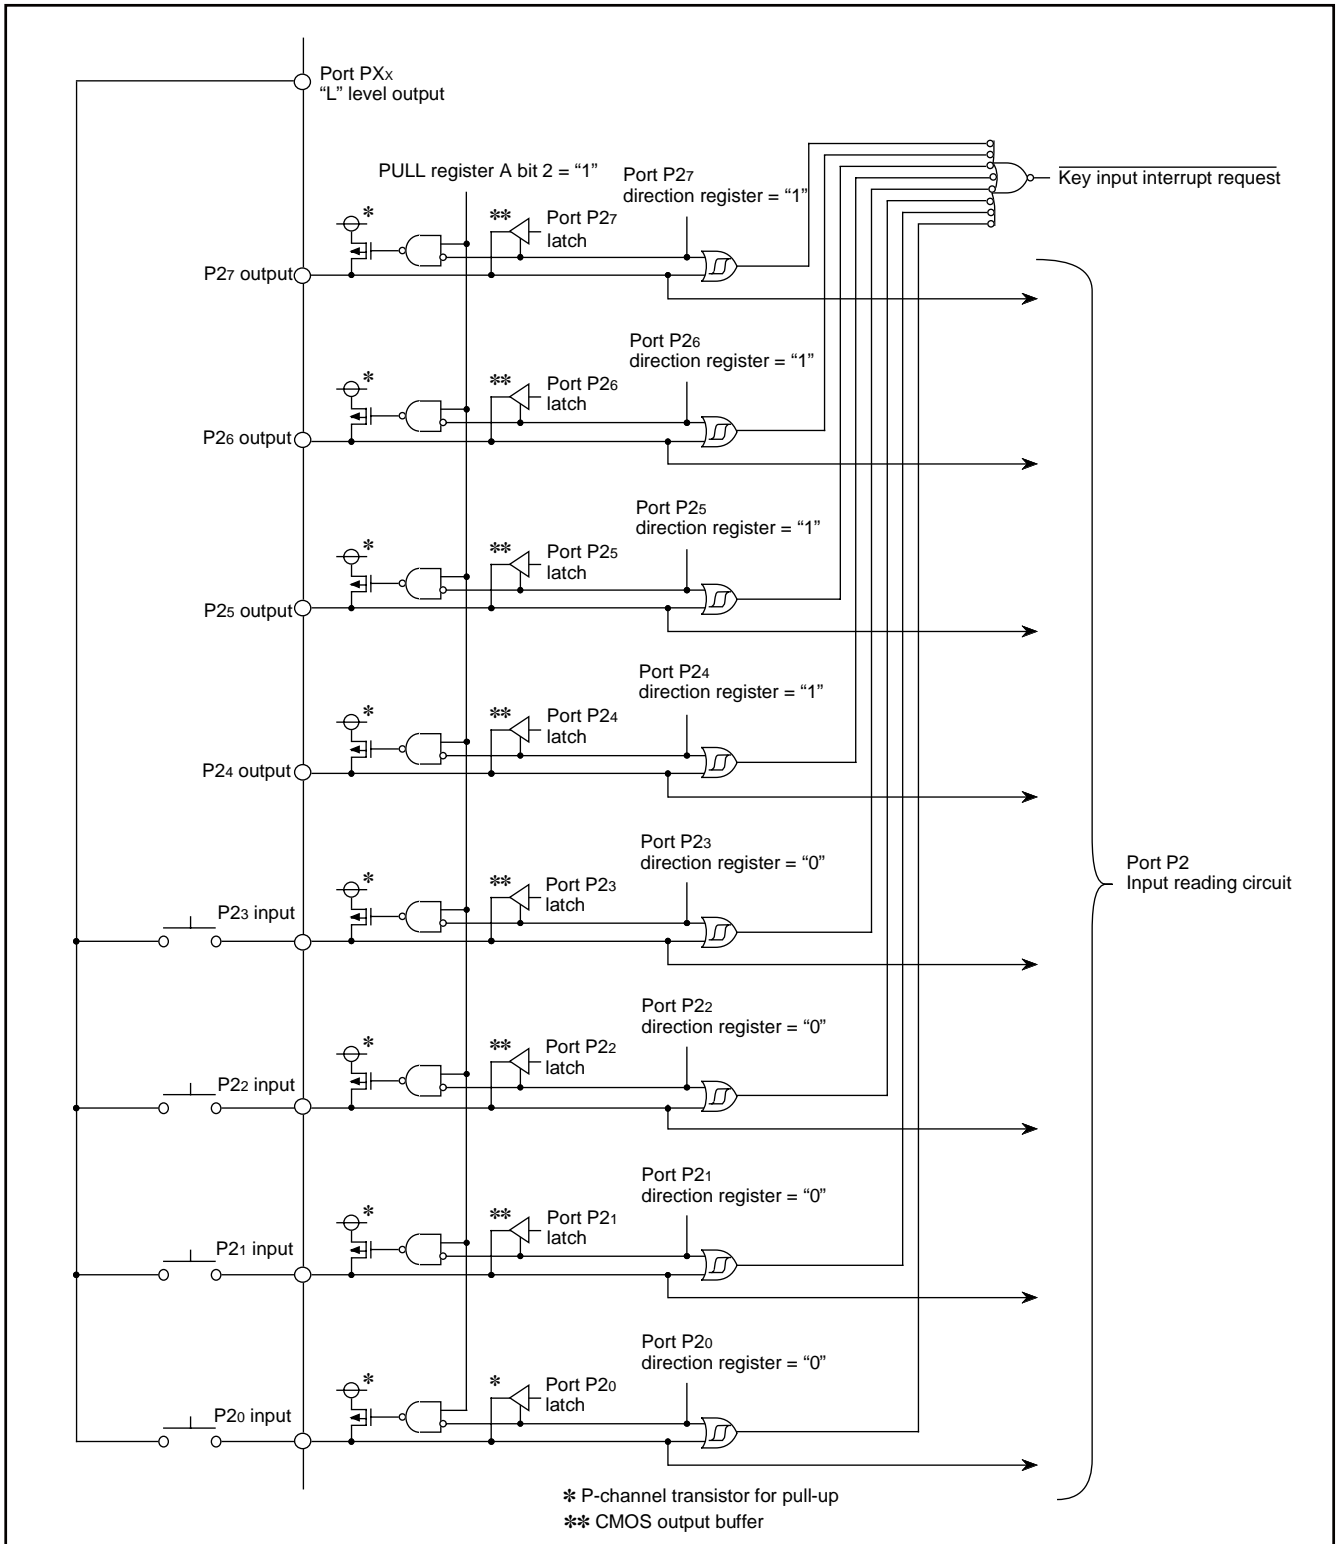 Port PXx
“L” level output
PULL register A bit 2 = “1”
Port P27
direction register = “1”
Key input interrupt request
*
**
Port P27
latch
P27 output
Port P26
direction register = “1”
*
**
Port P26
latch
P26 output
Port P25
direction register = “1”
*
**
Port P25
latch
P25 output
Port P24
direction register = “1”
*
**
Port P24
latch
P24 output
Port P23
direction register = “0”
Port P2
Input reading circuit
*
**
Port P23
latch
P23 input
Port P22
direction register = “0”
*
**
Port P22
latch
P22 input
Port P21
direction register = “0”
*
**
Port P21
latch
P21 input
Port P20
direction register = “0”
*
*
Port P20
latch
P20 input
* P-channel transistor for pull-up
** CMOS output buffer